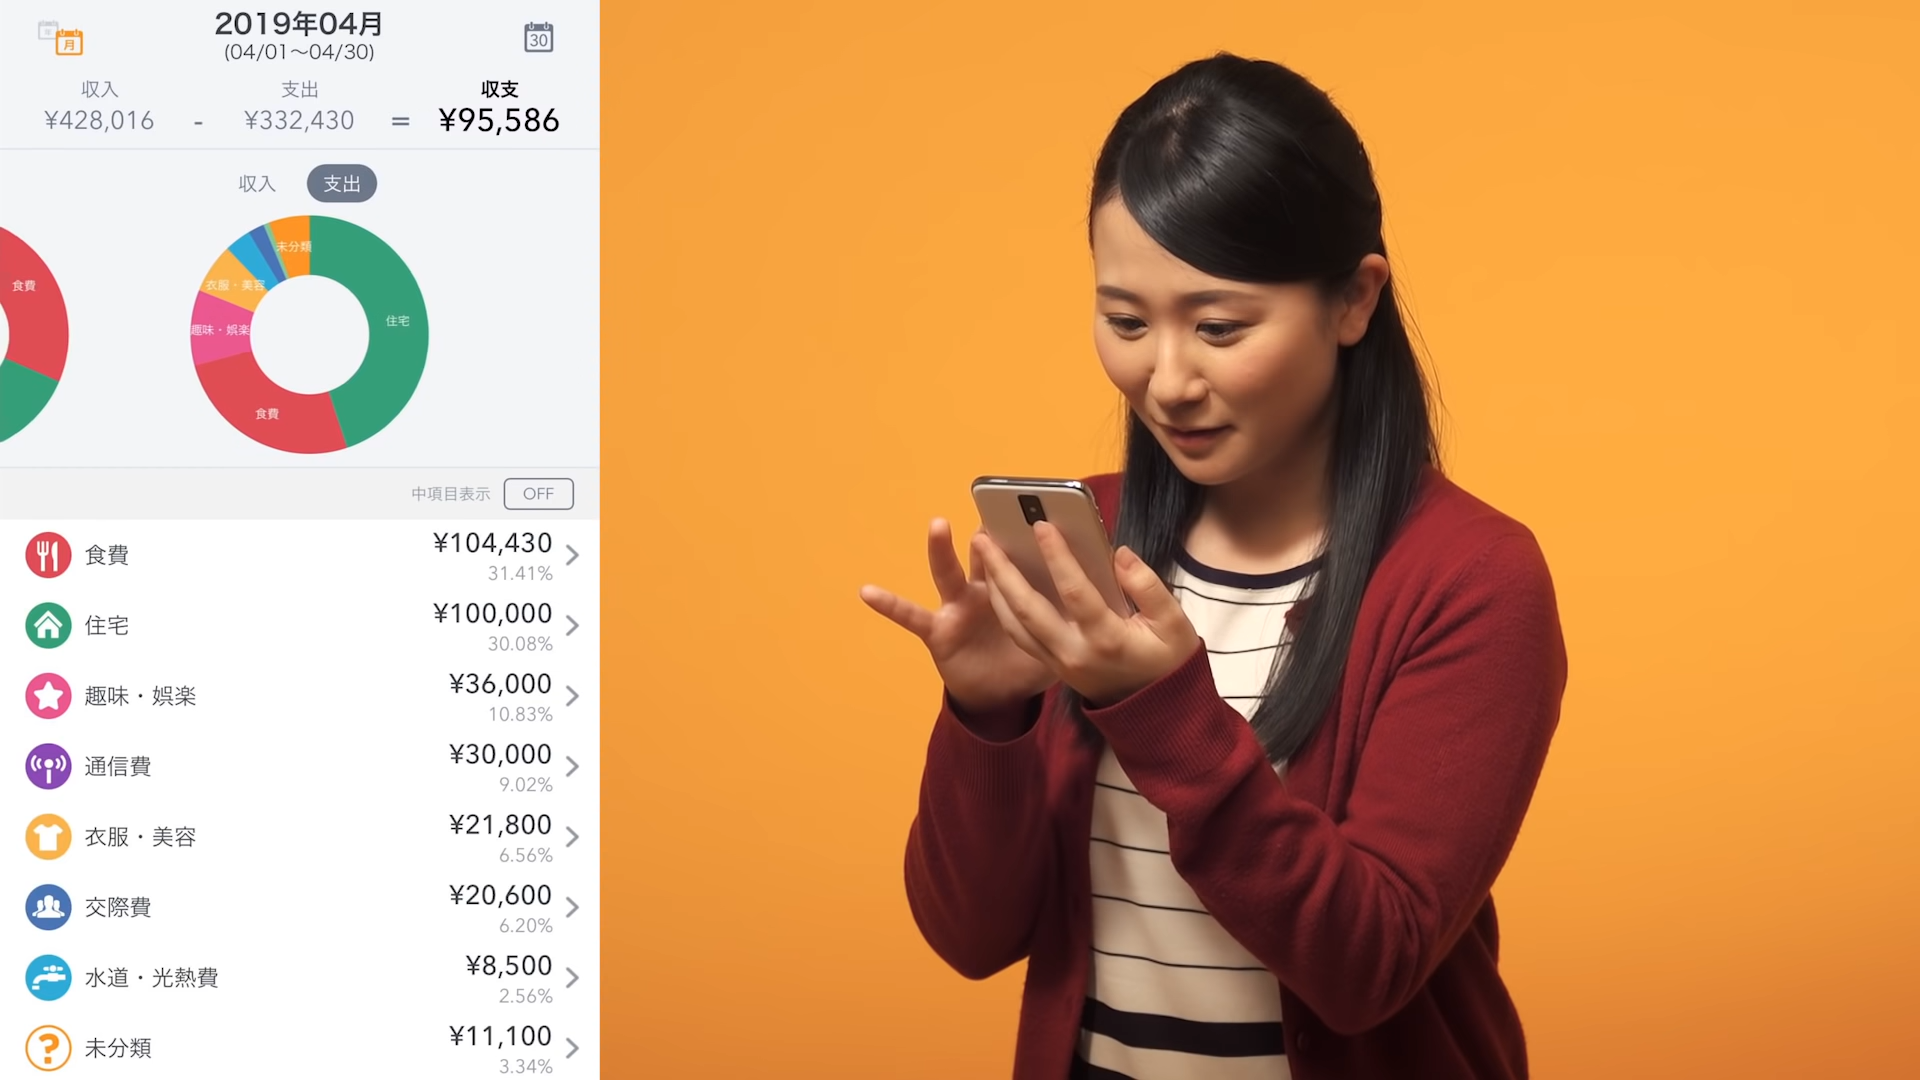 月
2019年04月
(04/01～04/30)
30
収入
支出
収支
¥428,016 - ¥332,430 = ¥95,586
収入
支出
未分類
衣服・美容
趣味・娯楽
食費
住宅
食費
中項目表示
OFF
食費
¥104,430
31.41%
住宅
¥100,000
30.08%
趣味・娯楽
¥36,000
10.83%
通信費
¥30,000
9.02%
衣服・美容
¥21,800
6.56%
交際費
¥20,600
6.20%
水道・光熱費
¥8,500
2.56%
?
未分類
¥11,100
3.34%